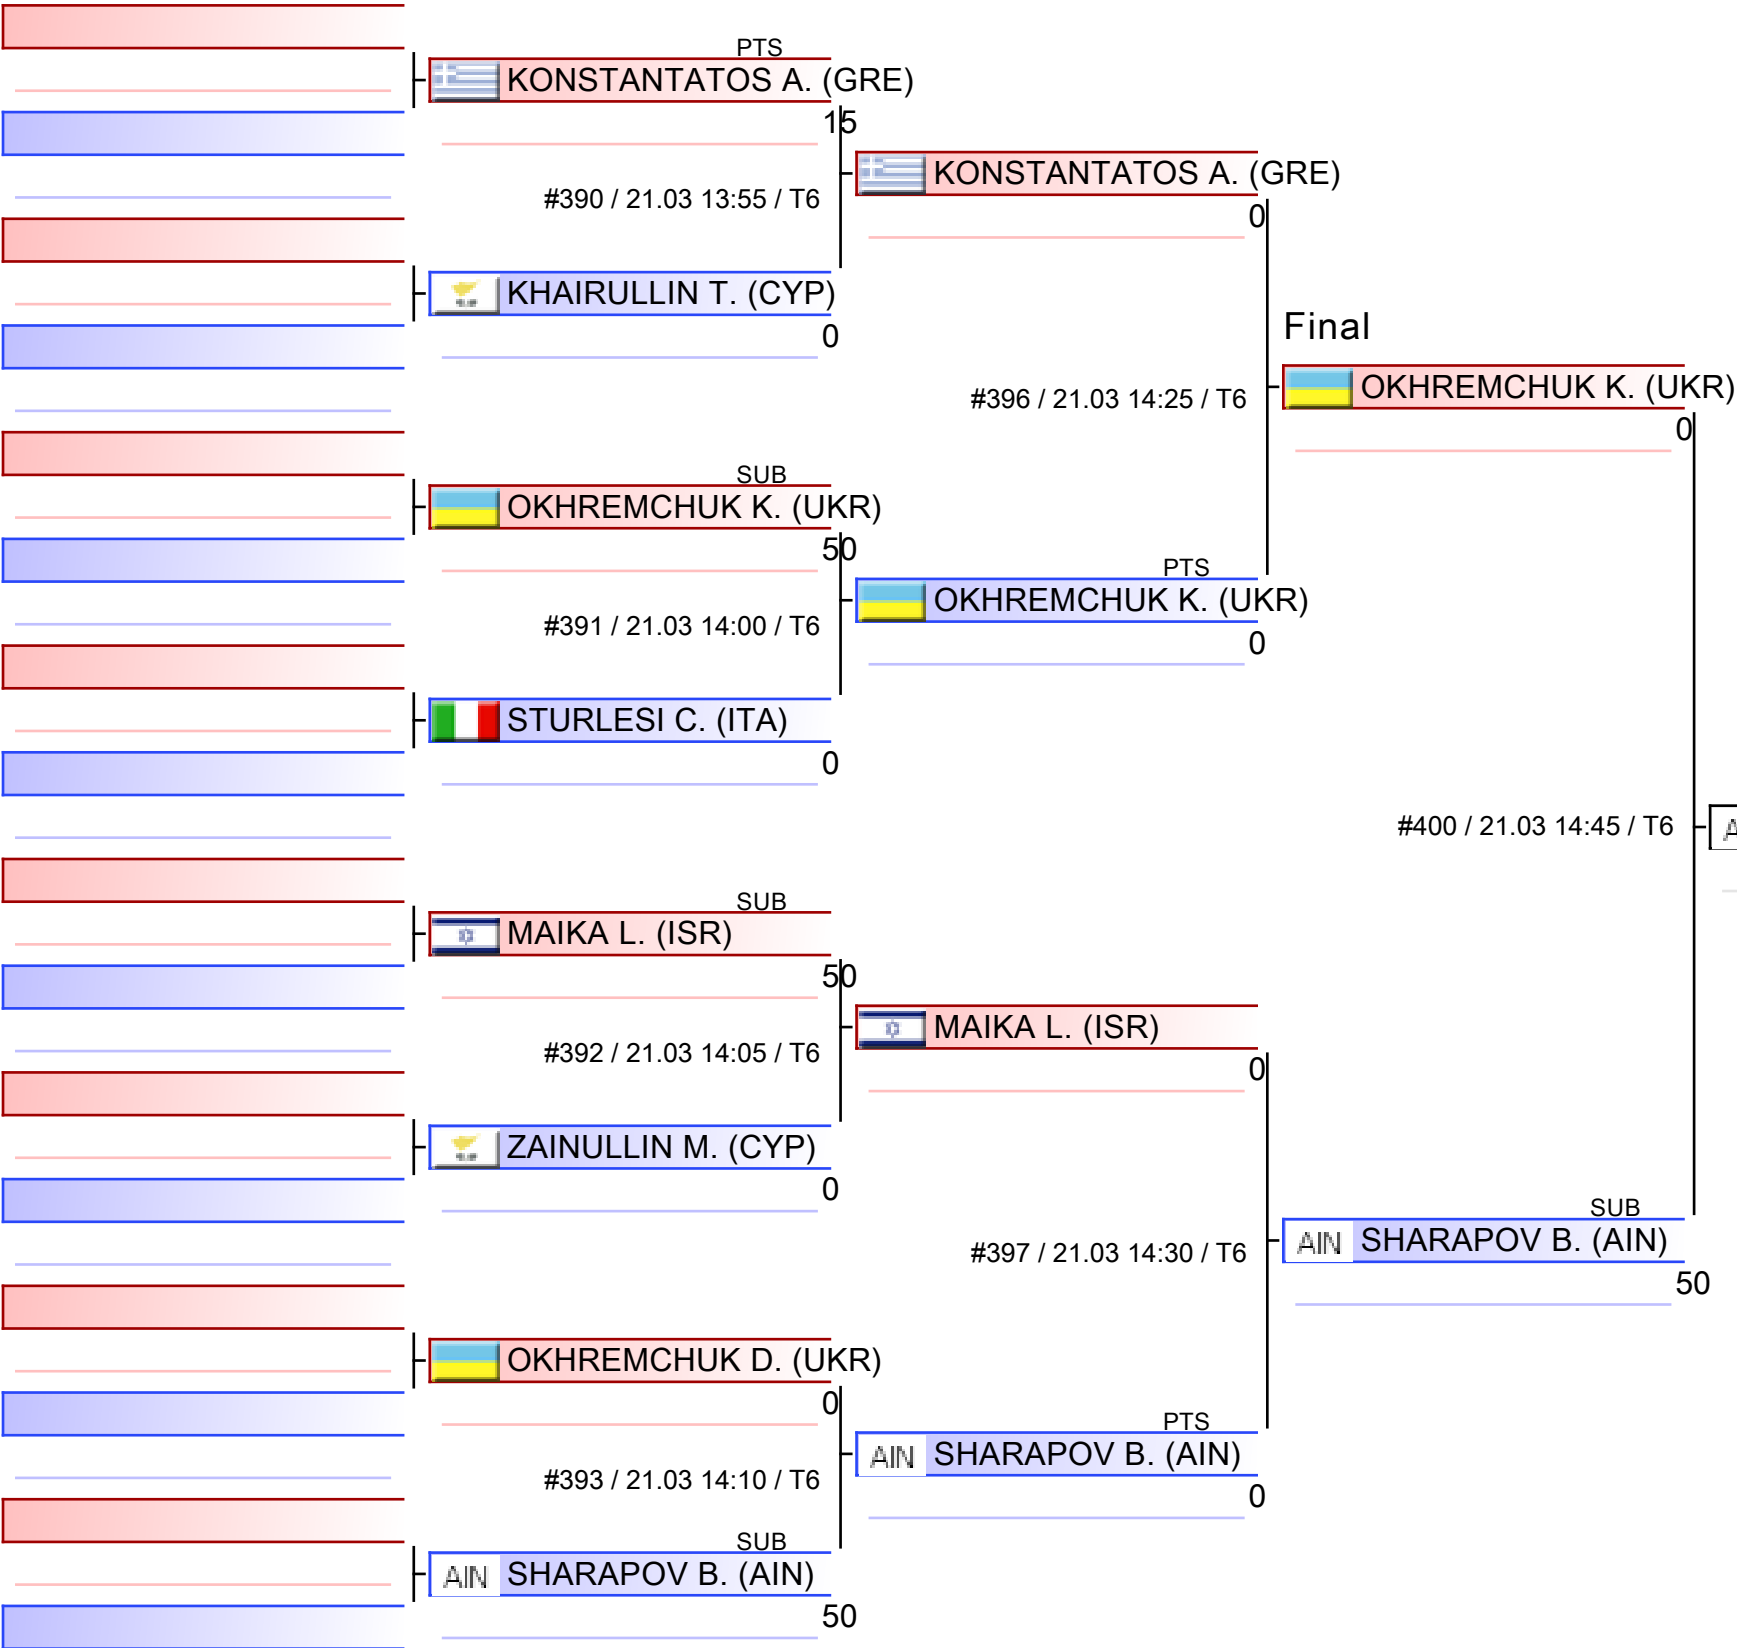 PTS
KONSTANTATOS A. (GRE)
15
#390 / 21.03 13:55 / T6
KHAIRULLIN T. (CYP)
0
SUB
OKHREMCHUK K. (UKR)
50
#391 / 21.03 14:00 / T6
STURLESI C. (ITA)
0
SUB
MAIKA L. (ISR)
50
#392 / 21.03 14:05 / T6
ZAINULLIN M. (CYP)
0
OKHREMCHUK D. (UKR)
0
#393 / 21.03 14:10 / T6
SUB
AIN SHARAPOV B. (AIN)
50
KONSTANTATOS A. (GRE)
0
#396 / 21.03 14:25 / T6
PTS
OKHREMCHUK K. (UKR)
0
MAIKA L. (ISR)
0
#397 / 21.03 14:30 / T6
PTS
AIN SHARAPOV B. (AIN)
0
Final
OKHREMCHUK K. (UKR)
0
#400 / 21.03 14:45 / T6
SUB
AIN SHARAPOV B. (AIN)
50